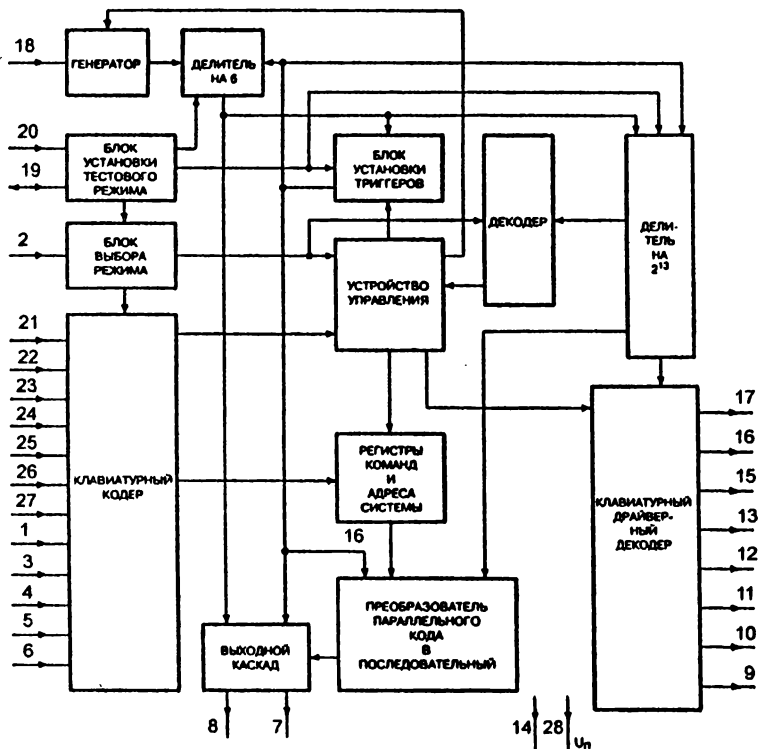 18
ГЕНЕРАТОР
ДЕЛИТЕЛЬ
НА 6
20
19
БЛОК
УСТАНОВКИ
ТЕСТОВОГО
РЕЖИМА
БЛОК
УСТАНОВКИ
ТРИГГЕРОВ
ДЕКОДЕР
ДЕЛИ-
ТЕЛЬ
НА
2¹³
2
БЛОК
ВЫБОРА
РЕЖИМА
УСТРОЙСТВО
УПРАВЛЕНИЯ
21
22
23
24
25
26
27
1
3
4
5
6
КЛАВИАТУРНЫЙ
КОДЕР
РЕГИСТРЫ
КОМАНД
И
АДРЕСА
СИСТЕМЫ
16
ПРЕОБРАЗОВАТЕЛЬ
ПАРАЛЛЕЛЬНОГО
КОДА
В
ПОСЛЕДОВАТЕЛЬНЫЙ
ВЫХОДНОЙ
КАСКАД
8
7
КЛАВИАТУРНЫЙ
ДРАЙВЕР-
НЫЙ
ДЕКОДЕР
17
16
15
13
12
11
10
9
14
28
Uп